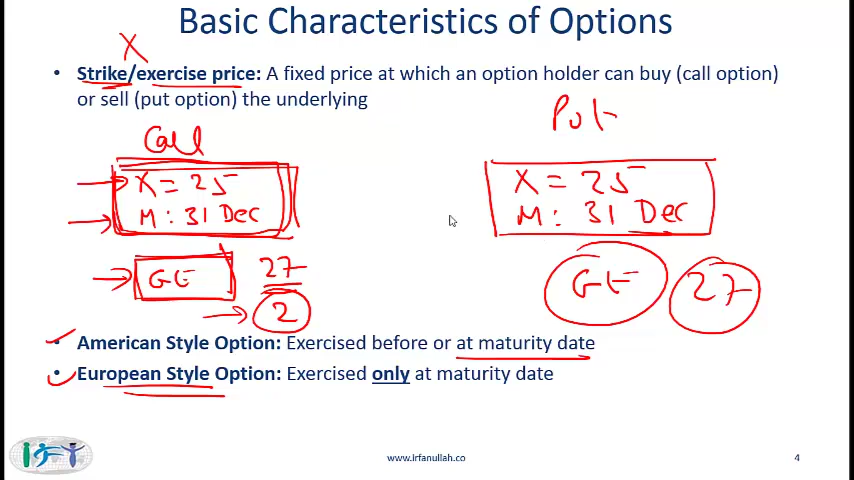 Basic Characteristics of Options
X
• Strike/exercise price: A fixed price at which an option holder can buy (call option)
or sell (put option) the underlying
Call
X = 25
M : 31 Dec
GE
27
2
Put
X = 25
M : 31 Dec
GE
27
• American Style Option: Exercised before or at maturity date
• European Style Option: Exercised only at maturity date
www.irfanullah.co
4